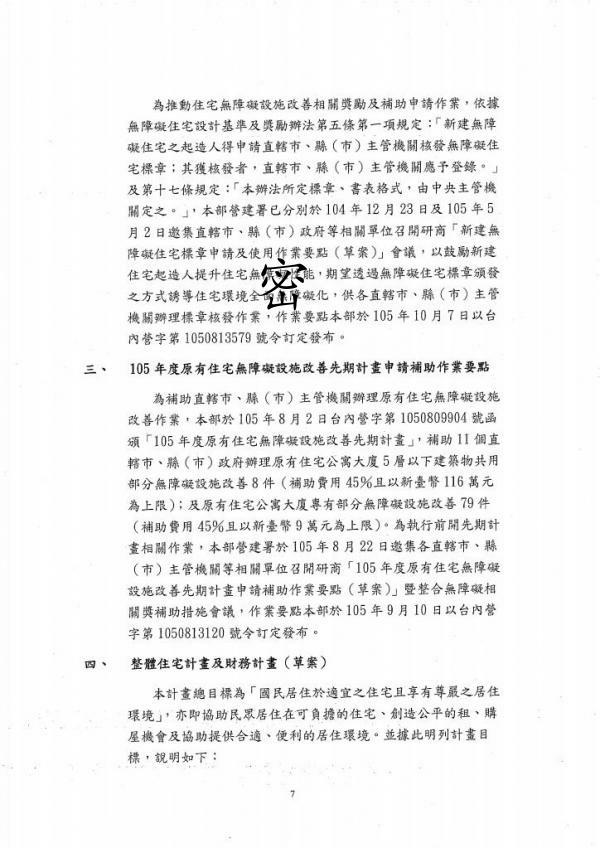 為推動住宅無障礙設施改善相關獎勵及補助申請作業，依據
無障礙住宅設計基準及獎勵辦法第五條第一項規定：「新建無障
礙住宅之起造人得申請直轄市、縣（市）主管機關核發無障礙住
宅標章；其獲核發者，直轄市、縣（市）主管機關應予登錄。」
及第十七條規定：「本辦法所定標章、書表格式，由中央主管機
關定之。」，本部營建署已分別於 104 年 12 月 23 日及 105 年 5
月 2 日邀集直轄市、縣（市）政府等相關單位召開研商「新建無
障礙住宅標章申請及使用作業要點（草案）」會議，以鼓勵新建
住宅起造人提升住宅無障礙性能，期望透過無障礙住宅標章頒發
之方式誘導住宅環境全面無障礙化，供各直轄市、縣（市）主管
機關辦理標章核發作業，作業要點本部於 105 年 10 月 7 日以台
內營字第 1050813579 號令訂定發布。
密
三、 105 年度原有住宅無障礙設施改善先期計畫申請補助作業要點
為補助直轄市、縣（市）主管機關辦理原有住宅無障礙設施
改善作業，本部於 105 年 8 月 2 日台內營字第 1050809904 號函
頒「105 年度原有住宅無障礙設施改善先期計畫」，補助 11 個直
轄市、縣（市）政府辦理原有住宅公寓大廈 5 層以下建築物共用
部分無障礙設施改善 8 件（補助費用 45%且以新臺幣 116 萬元
為上限）；及原有住宅公寓大廈專有部分無障礙設施改善 79 件
（補助費用 45%且以新臺幣 9 萬元為上限）。為執行前開先期計
畫相關作業，本部營建署於 105 年 8 月 22 日邀集各直轄市、縣
（市）主管機關等相關單位召開研商「105 年度原有住宅無障礙
設施改善先期計畫申請補助作業要點（草案）」暨整合無障礙相
關獎補助措施會議，作業要點本部於 105 年 9 月 10 日以台內營
字第 1050813120 號令訂定發布。
四、 整體住宅計畫及財務計畫（草案）
本計畫總目標為「國民居住於適宜之住宅且享有尊嚴之居住
環境」，亦即協助民眾居住在可負擔的住宅、創造公平的租、購
屋機會及協助提供合適、便利的居住環境。並據此明列計畫目
標，說明如下：
7